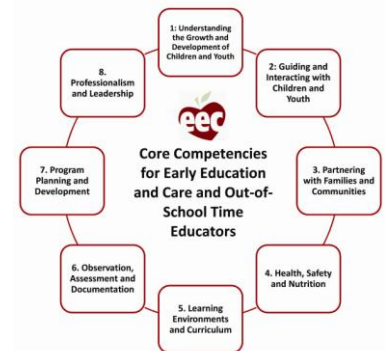 1: Understanding
the Growth and
Development of
Children and Youth
2: Guiding and
Interacting with
Children and
Youth
3. Partnering
with Families and
Communities
4. Health, Safety
and Nutrition
5. Learning
Environments
and Curriculum
6. Observation,
Assessment and
Documentation
7. Program
Planning and
Development
8.
Professionalism
and Leadership
eec
Core Competencies
for Early Education
and Care and Out-of-
School Time
Educators